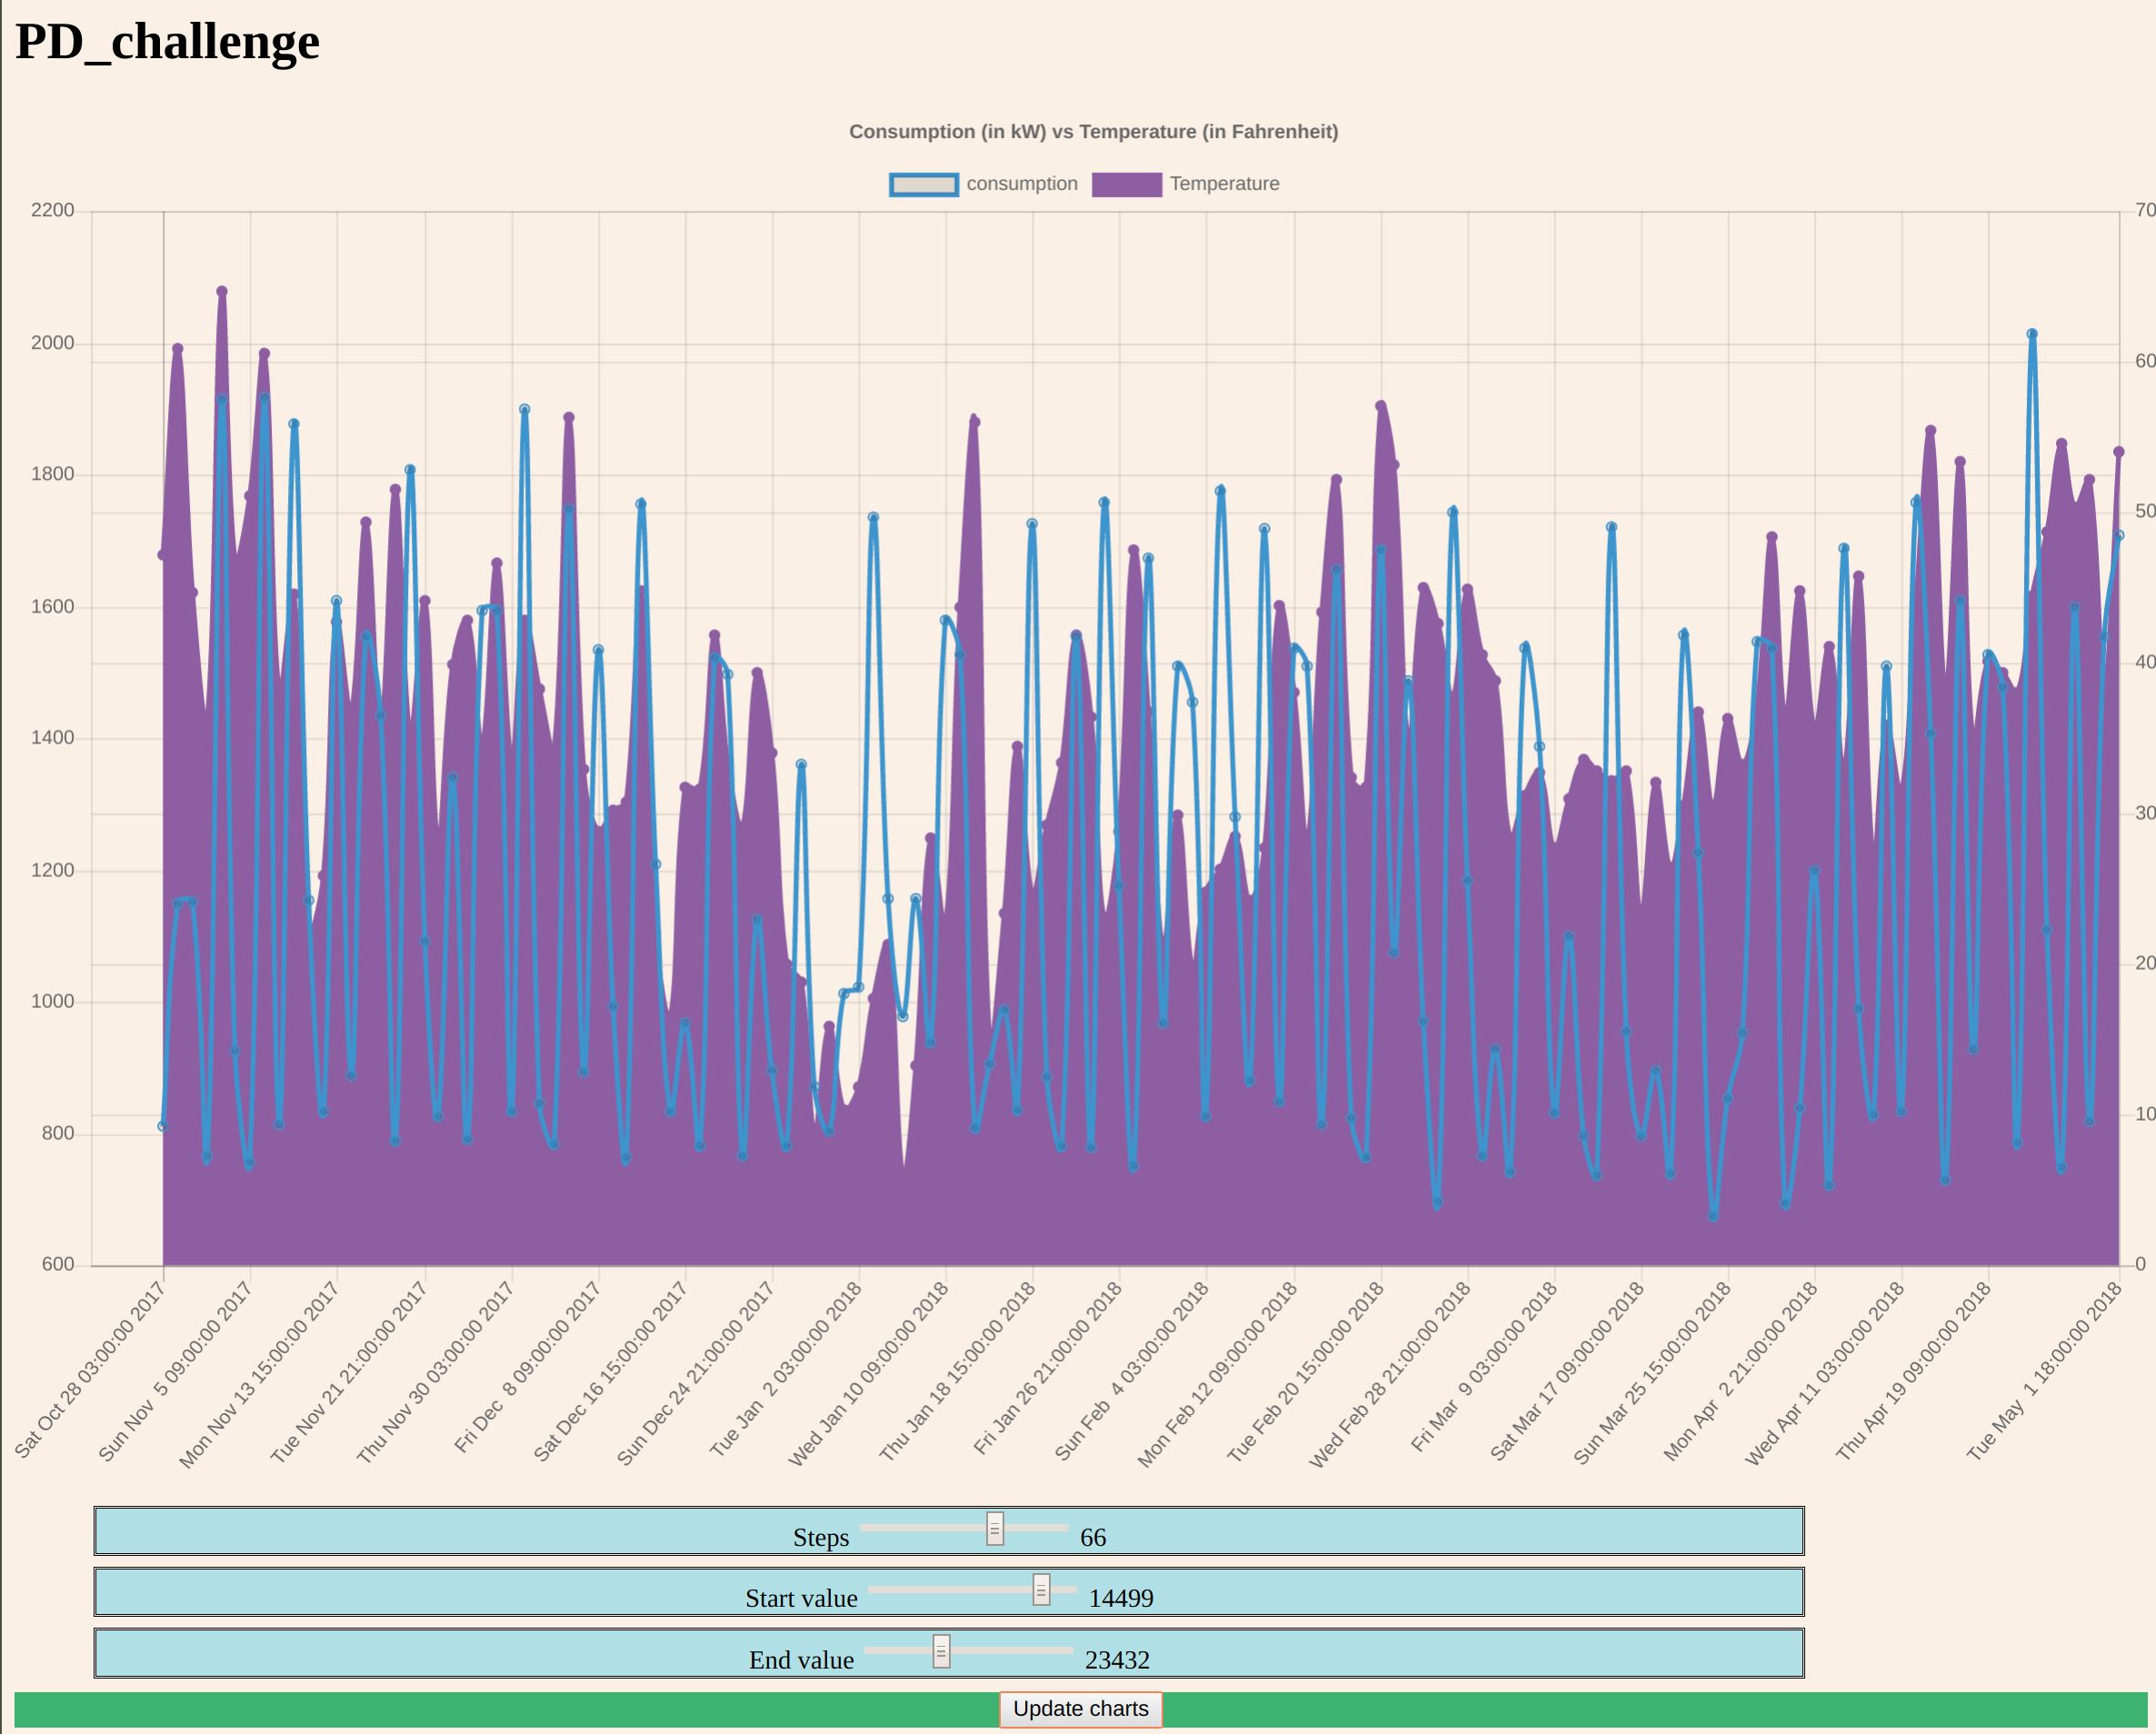 PD_challenge
Consumption (in kW) vs Temperature (in Fahrenheit)
consumption Temperature
2200 70
2000
60
1800
50
1600
40
1400
30
1200
20
1000
10
800
600 0
Sat Oct 28 03:00:00 2017
Sun Nov 5 09:00:00 2017
Mon Nov 13 15:00:00 2017
Tue Nov 21 21:00:00 2017
Thu Nov 30 03:00:00 2017
Fri Dec 8 09:00:00 2017
Sat Dec 16 15:00:00 2017
Sun Dec 24 21:00:00 2017
Tue Jan 2 03:00:00 2018
Wed Jan 10 09:00:00 2018
Thu Jan 18 15:00:00 2018
Fri Jan 26 21:00:00 2018
Sun Feb 4 03:00:00 2018
Mon Feb 12 09:00:00 2018
Tue Feb 20 15:00:00 2018
Wed Feb 28 21:00:00 2018
Fri Mar 9 03:00:00 2018
Sat Mar 17 09:00:00 2018
Sun Mar 25 15:00:00 2018
Mon Apr 2 21:00:00 2018
Wed Apr 11 03:00:00 2018
Thu Apr 19 09:00:00 2018
Tue May 1 18:00:00 2018
Steps 66
Start value 14499
End value 23432
Update charts